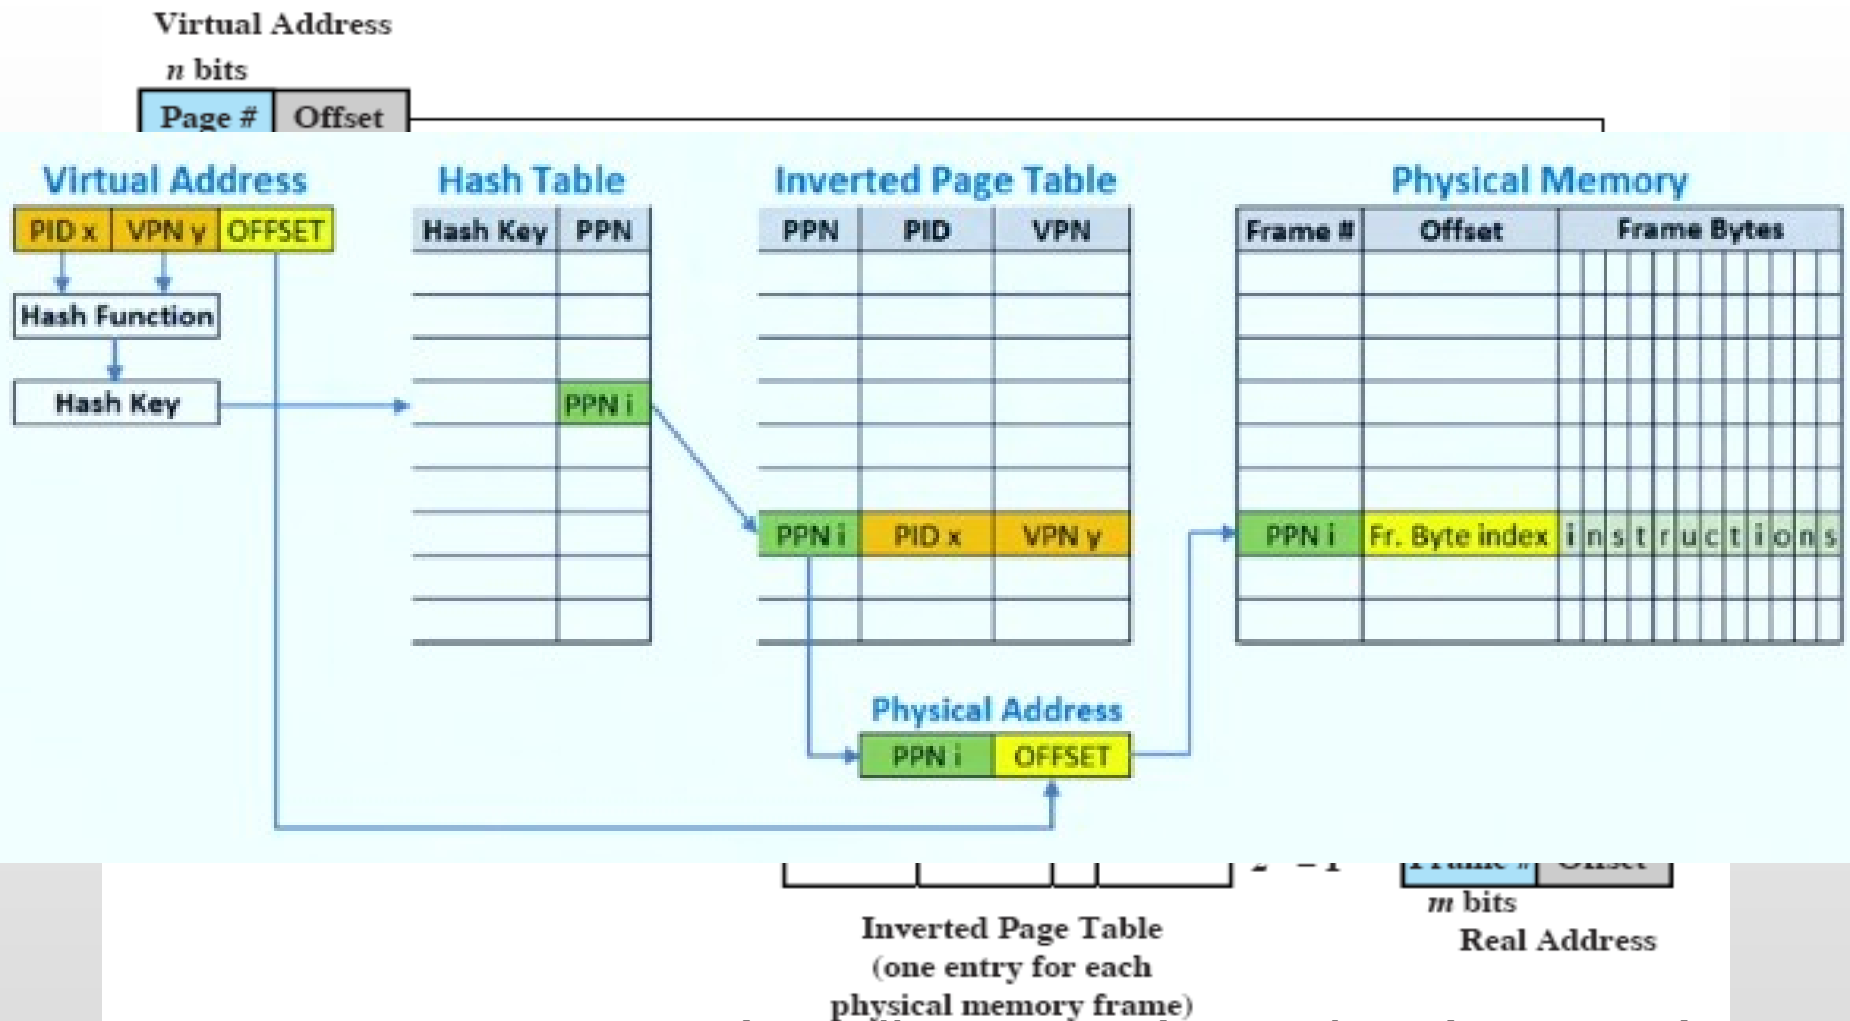 Virtual Address
n bits
Page # Offset
Virtual Address
PID x VPN y OFFSET
Hash Function
Hash Key
Hash Table
Hash Key PPN
PPN i
Inverted Page Table
PPN PID VPN
PPN i PID x VPN y
Physical Memory
Frame # Offset Frame Bytes
PPN i Fr. Byte index i n s t r u c t i o n s
Physical Address
PPN i OFFSET
m bits
Real Address
Inverted Page Table
(one entry for each
physical memory frame)